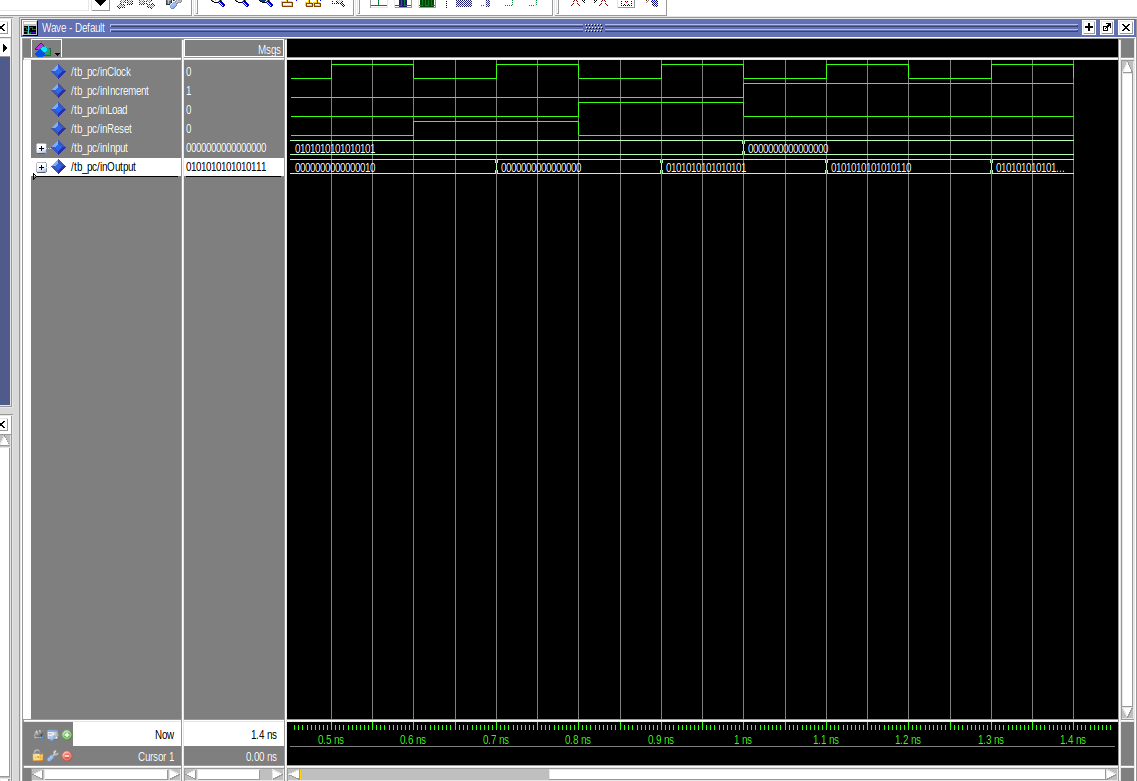 Wave - Default
Msgs
/tb_pc/inClock 0
/tb_pc/inIncrement 1
/tb_pc/inLoad 0
/tb_pc/inReset 0
/tb_pc/inInput 0000000000000000 0101010101010101 0000000000000000
/tb_pc/inOutput 0101010101010111 0000000000000010 0000000000000000 0101010101010101 0101010101010110 010101010101...
Now 1.4 ns 0.5 ns 0.6 ns 0.7 ns 0.8 ns 0.9 ns 1 ns 1.1 ns 1.2 ns 1.3 ns 1.4 ns
Cursor 1 0.00 ns